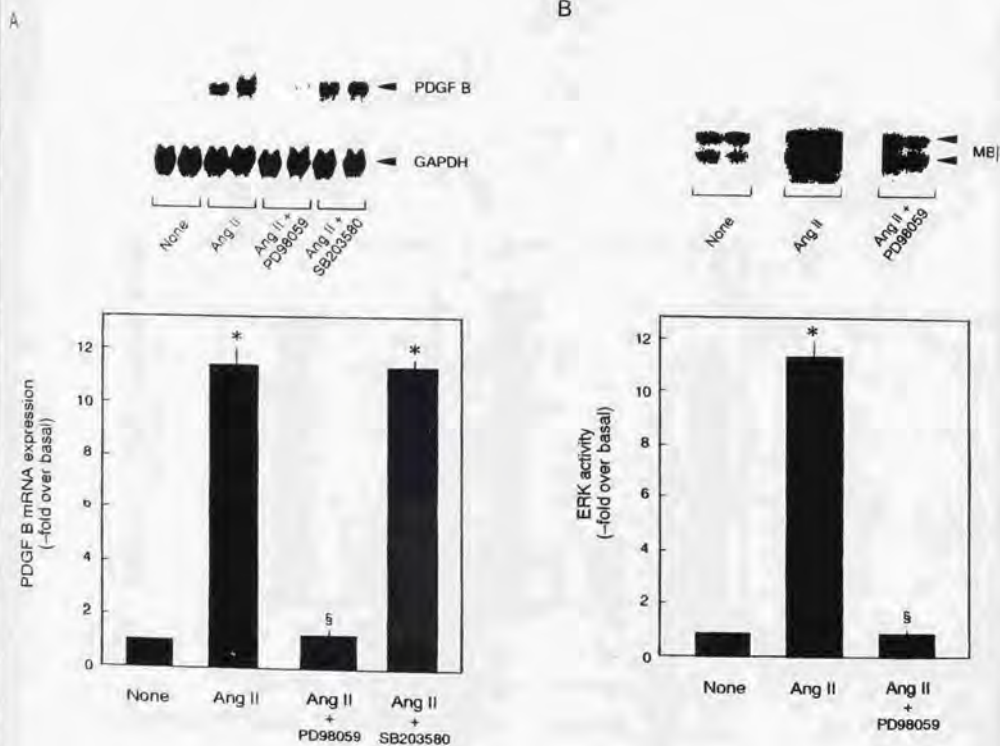 A
PDGF B
GAPDH
None
Ang II
Ang II +
PD98059
Ang II +
SB203580
PDGF B mRNA expression
(–fold over basal)
12
10
8
6
4
2
0
*
§
*
None
Ang II
Ang II
+
PD98059
Ang II
+
SB203580
B
None
Ang II
Ang II +
PD98059
ERK activity
(–fold over basal)
12
10
8
6
4
2
0
*
§
None
Ang II
Ang II
+
PD98059